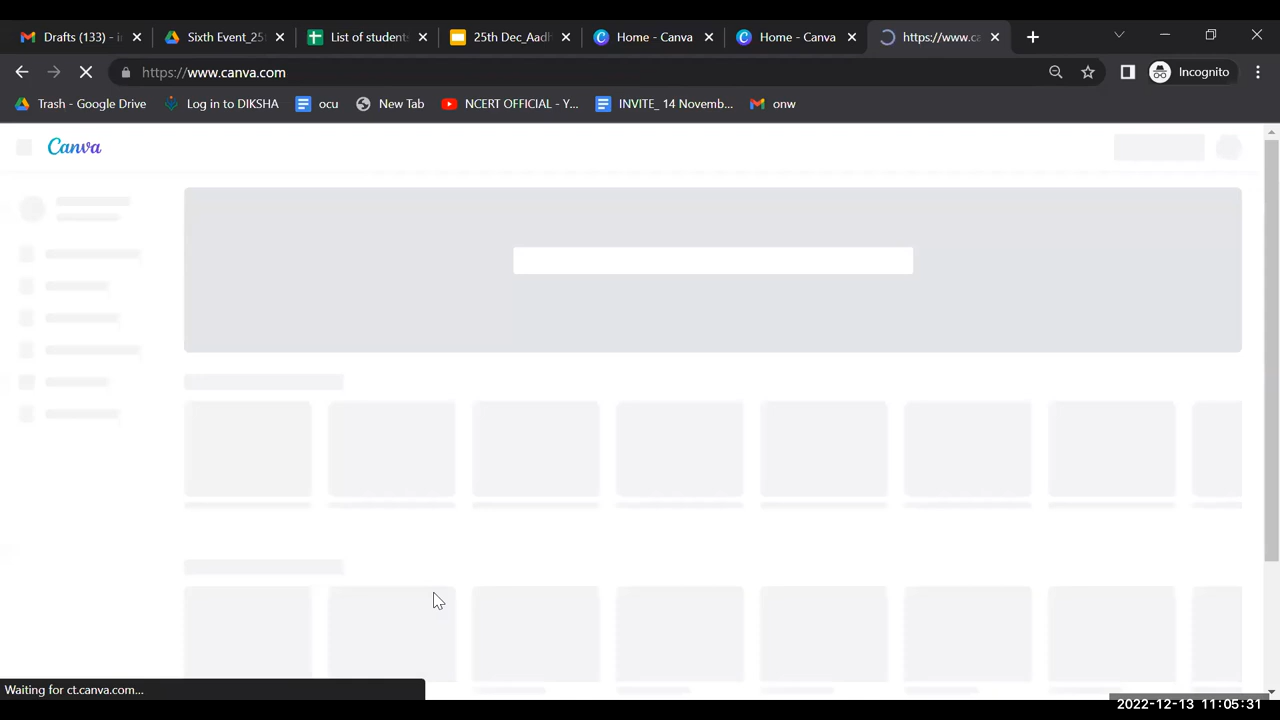 Drafts (133) - i
Sixth Event_25
List of student
25th Dec_Aadh
Home - Canva
Home - Canva
https://www.ca
https://www.canva.com
Incognito
Trash - Google Drive
Log in to DIKSHA
ocu
New Tab
NCERT OFFICIAL - Y...
INVITE_ 14 Novemb...
onw
Canva
Waiting for ct.canva.com...
2022-12-13 11:05:31